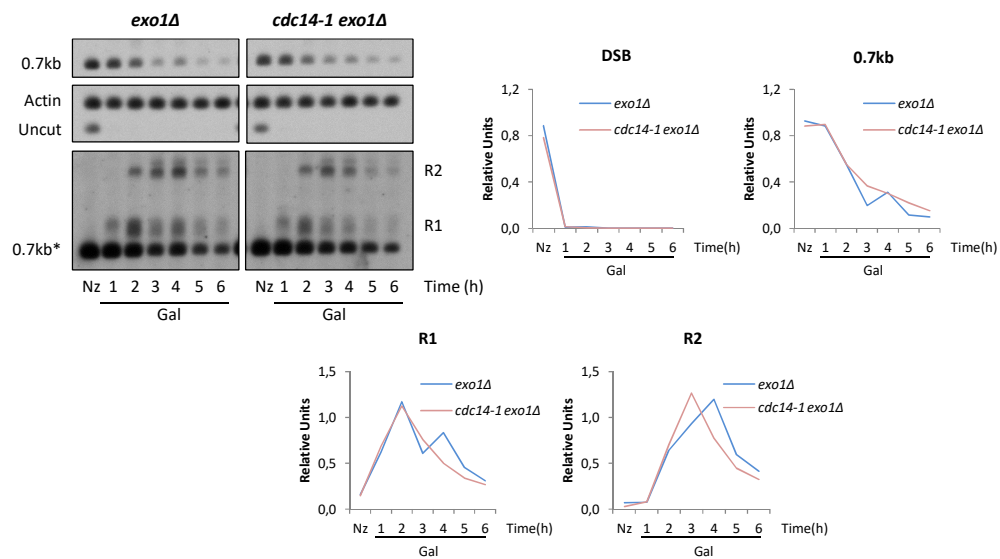 exo1Δ cdc14-1 exo1Δ
0.7kb
Actin
Uncut
R2
R1
0.7kb*
Nz 1 2 3 4 5 6 Nz 1 2 3 4 5 6 Time (h)
Gal Gal
DSB
1,2
0,8
0,4
0,0
Relative Units
exo1Δ
cdc14-1 exo1Δ
Nz 1 2 3 4 5 6 Time(h)
Gal
0.7kb
1,2
0,8
0,4
0,0
Relative Units
exo1Δ
cdc14-1 exo1Δ
Nz 1 2 3 4 5 6 Time(h)
Gal
R1
1,5
1,0
0,5
0,0
Relative Units
exo1Δ
cdc14-1 exo1Δ
Nz 1 2 3 4 5 6 Time(h)
Gal
R2
1,5
1,0
0,5
0,0
Relative Units
exo1Δ
cdc14-1 exo1Δ
Nz 1 2 3 4 5 6 Time(h)
Gal